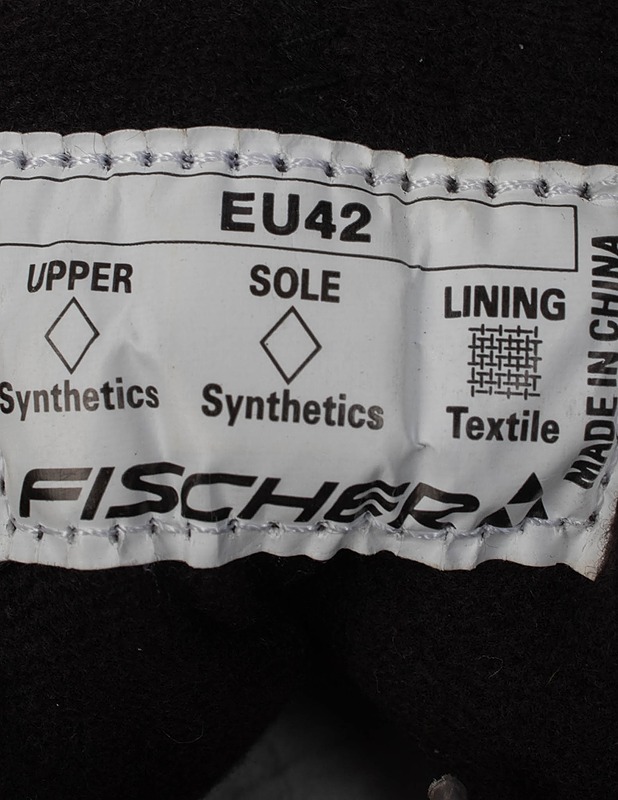 EU42
UPPER
SOLE
LINING
Synthetics
Synthetics
Textile
FISCHER
MADE IN CHINA